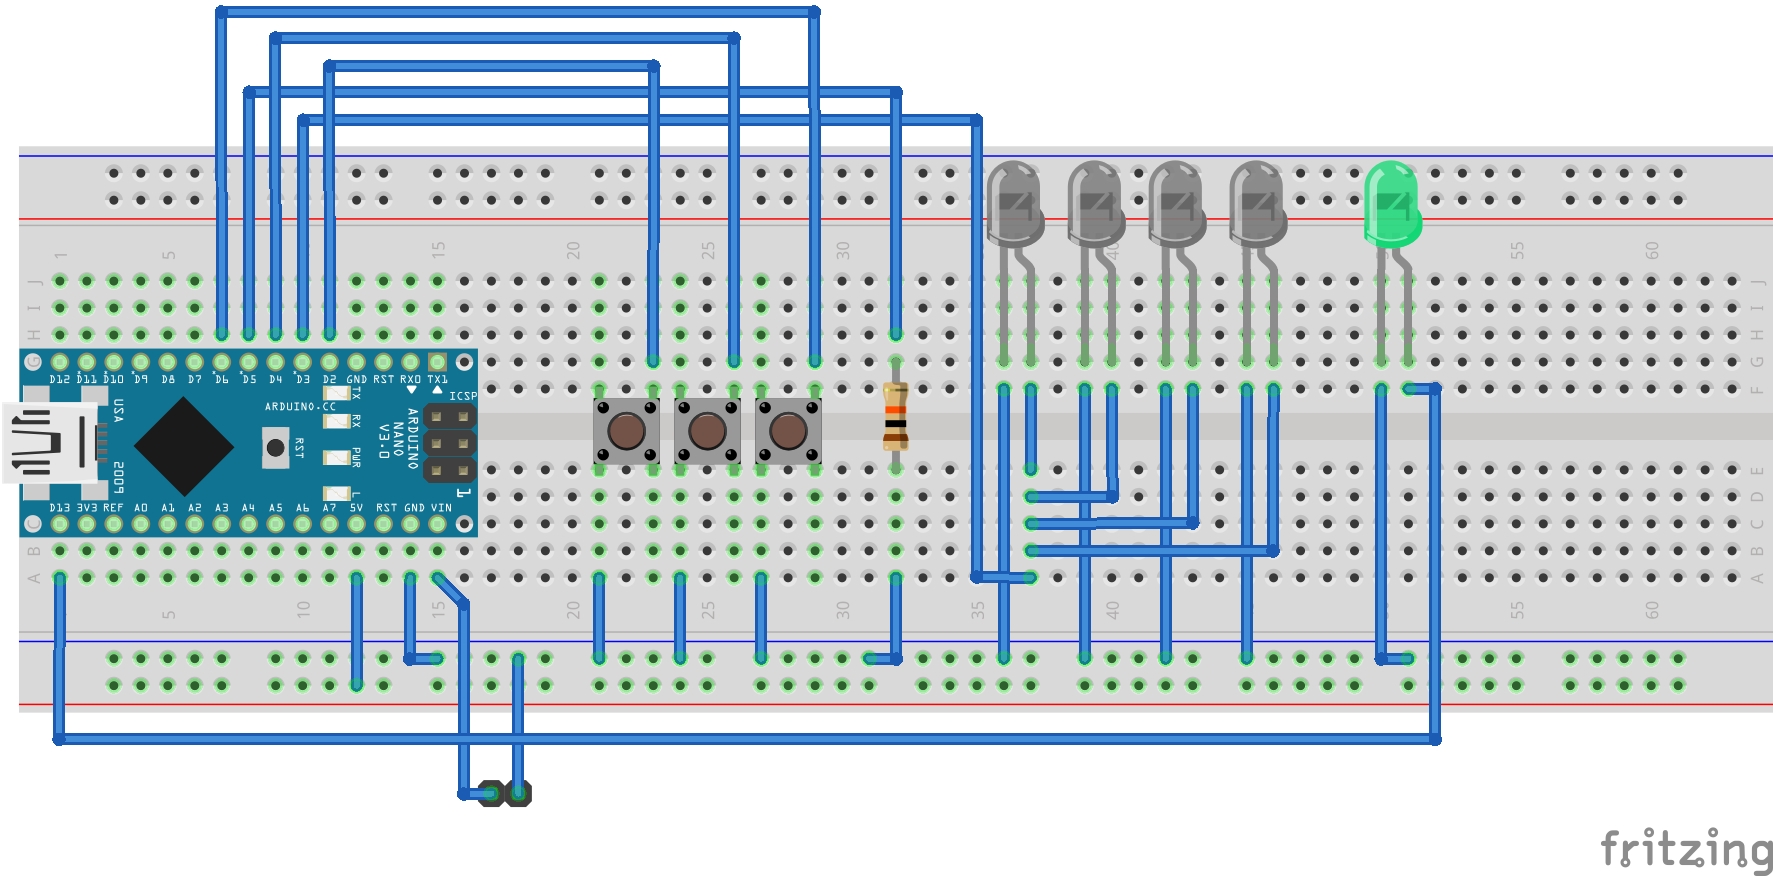 1 5 15 20 25 30 40 55 60
J J
I I
H H
G G
D12 D11 D10 D9 D8 D7 D6 D5 D4 D3 D2 GND RST RX0 TX1
F F
ICSP
ARDUINO.CC
TX
RX
PWR
L
RST
USA
2005
ARDUINO
NANO
V3.0
1
E E
D D
D13 3V3 REF A0 A1 A2 A3 A4 A5 A6 A7 5V RST GND VIN
C C
B B
A A
5 10 15 20 25 30 35 40 55 60
fritzing